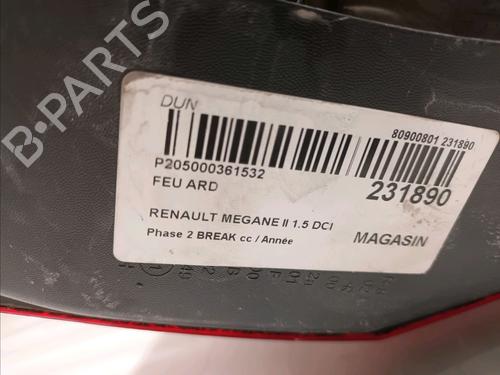 DUN
80900801 231890
P205000361532
FEU ARD
231890
RENAULT MEGANE II 1.5 DCI
MAGASIN
Phase 2 BREAK cc / Année
B-PARTS